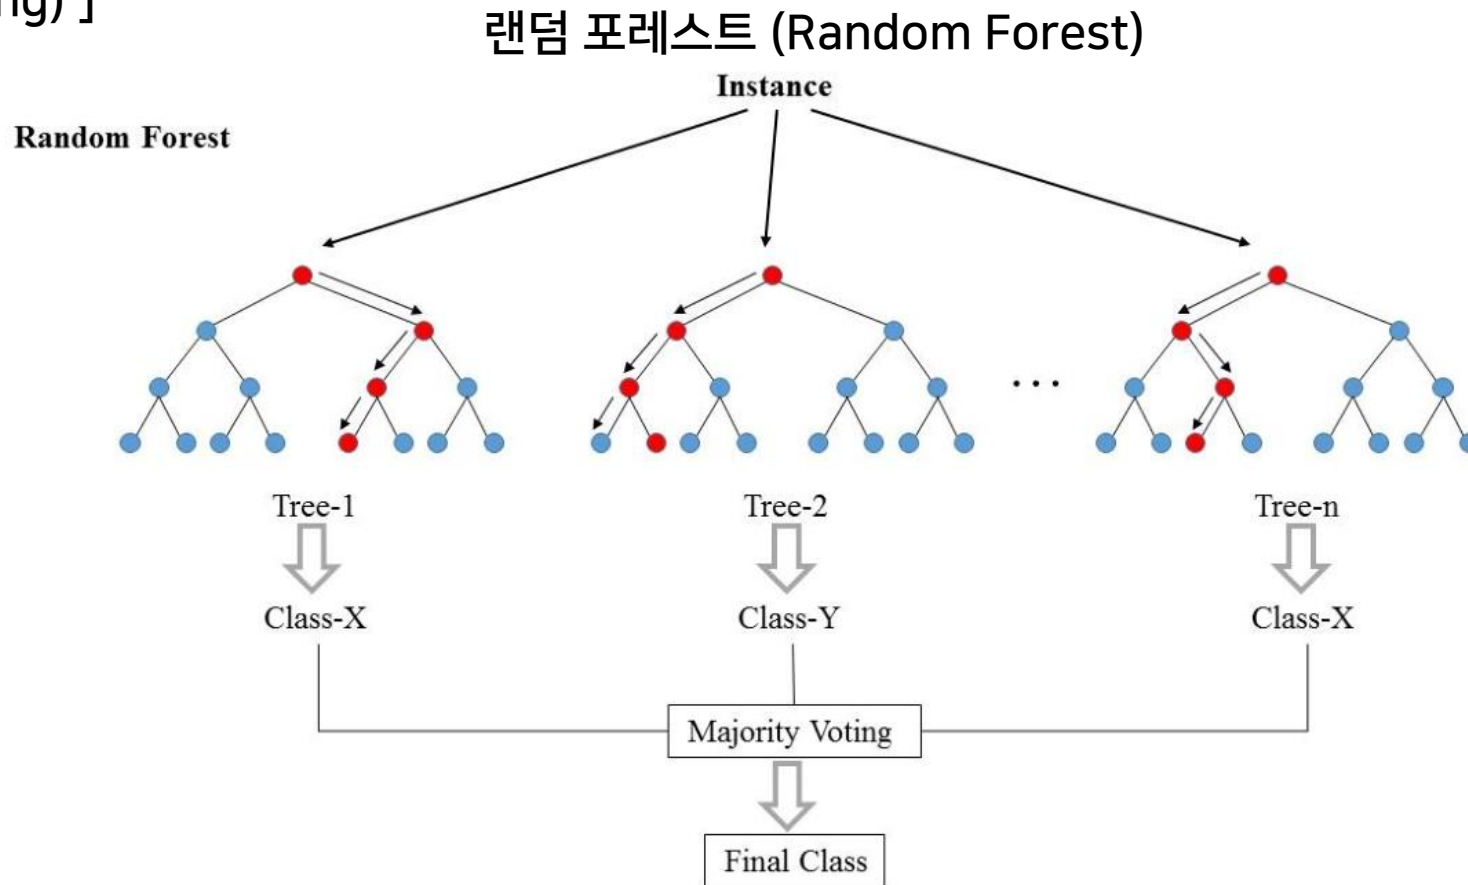 ng) ]
랜덤 포레스트 (Random Forest)
Instance
Random Forest
...
Tree-1
Tree-2
Tree-n
Class-X
Class-Y
Class-X
Majority Voting
Final Class